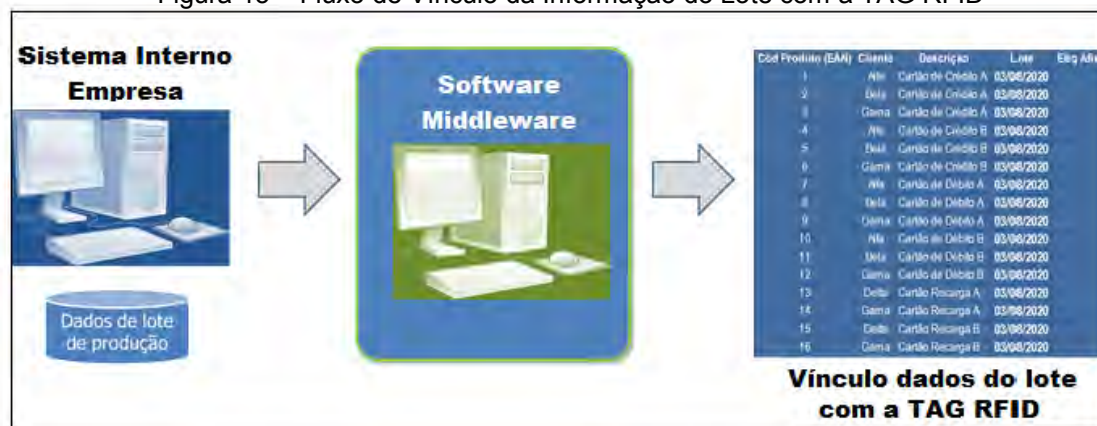 Fluxo do Vínculo da Informação do Lote com a TAG RFID
Sistema Interno
Empresa
Dados de lote
de produção
Software
Middleware
Cód Produto (EAN) Cliente Descrição Lote
1 Alfa Cartão de Crédito A 03/08/2020
2 Beta Cartão de Crédito A 03/08/2020
3 Gama Cartão de Crédito A 03/08/2020
4 Alfa Cartão de Crédito B 03/08/2020
5 Beta Cartão de Crédito B 03/08/2020
6 Gama Cartão de Crédito B 03/08/2020
7 Alfa Cartão de Débito A 03/08/2020
8 Beta Cartão de Débito A 03/08/2020
9 Gama Cartão de Débito A 03/08/2020
10 Alfa Cartão de Débito B 03/08/2020
11 Beta Cartão de Débito B 03/08/2020
12 Gama Cartão de Débito B 03/08/2020
13 Delta Cartão Recarga A 03/08/2020
14 Gama Cartão Recarga A 03/08/2020
15 Delta Cartão Recarga B 03/08/2020
16 Gama Cartão Recarga B 03/08/2020
Vínculo dados do lote
com a TAG RFID